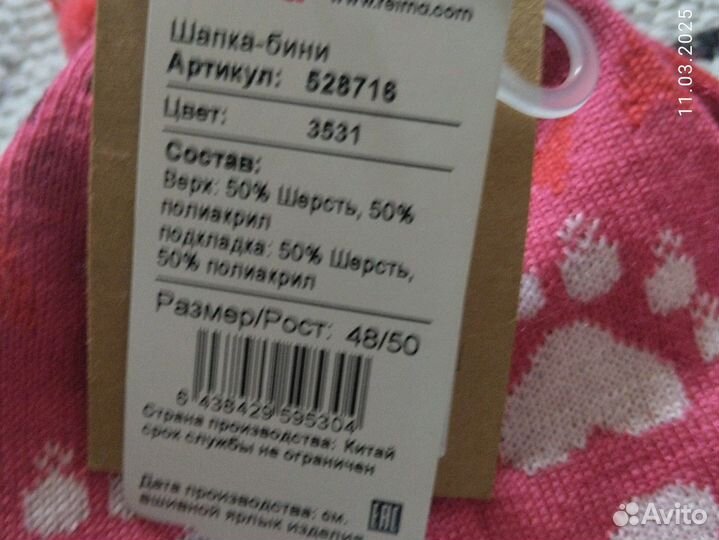 www.reima.com
Шапка-бини
Артикул: 528716
Цвет: 3531
Состав:
Верх: 50% Шерсть, 50%
полиакрил
подкладка: 50% Шерсть,
50% полиакрил
Размер/Рост: 48/50
6 438429 595304
Страна производства: Китай
срок службы не ограничен
Дата производства: см.
вшивной ярлык изделия
EAC
11.03.2025
Avito